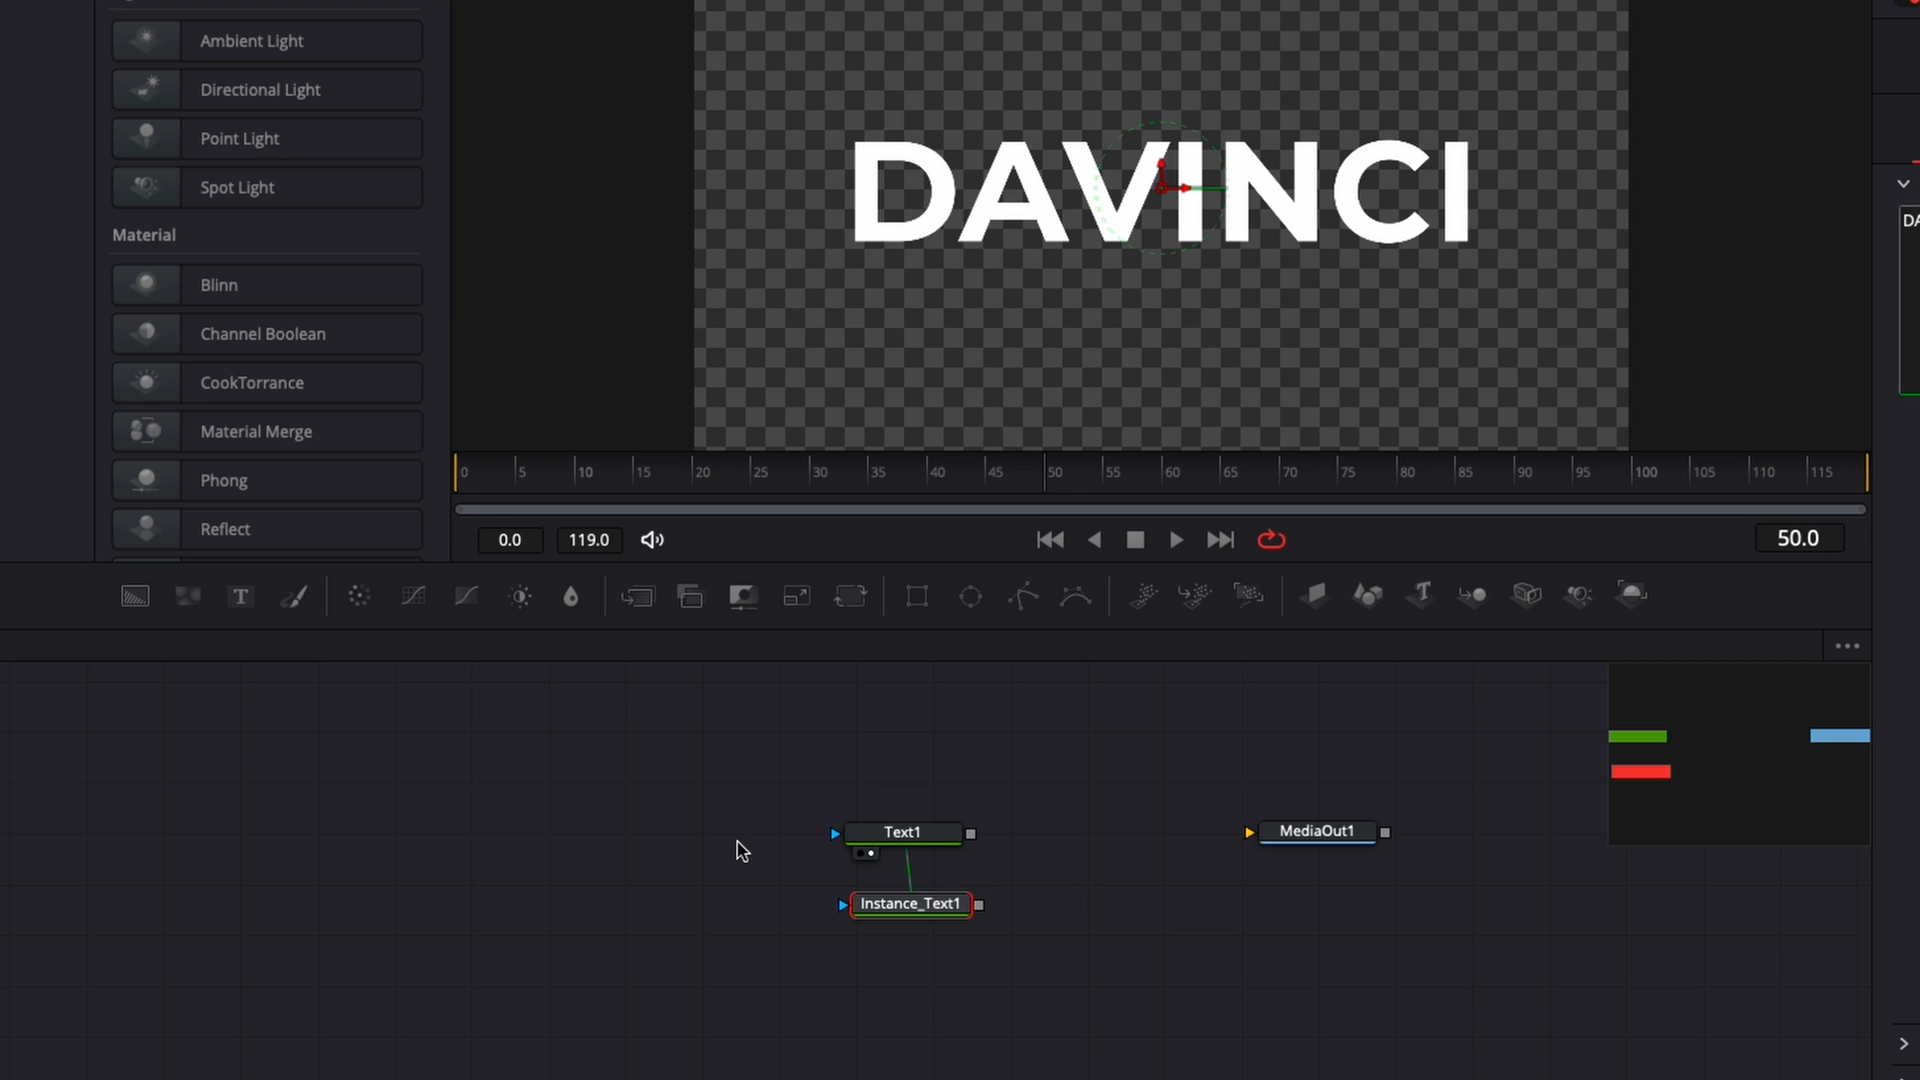 Ambient Light
Directional Light
Point Light
Spot Light
Material
Blinn
Channel Boolean
CookTorrance
Material Merge
Phong
Reflect
DAVINCI
DA
0 5 10 15 20 25 30 35 40 45 50 55 60 65 70 75 80 85 90 95 100 105 110 115
0.0 119.0 50.0
T
T
Text1
MediaOut1
Instance_Text1